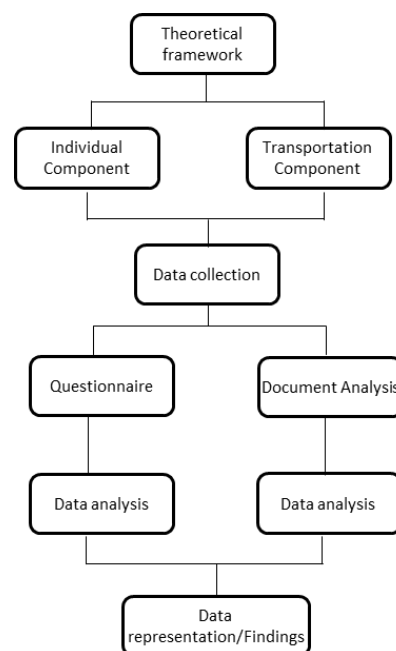 Theoretical
framework
Individual
Component
Transportation
Component
Data collection
Questionnaire
Document Analysis
Data analysis
Data analysis
Data
representation/Findings